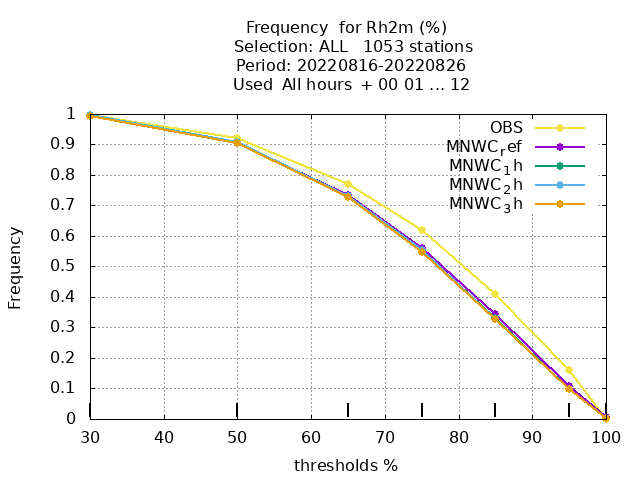 Frequency  for Rh2m (%)
Selection: ALL   1053 stations
Period: 20220816-20220826
Used  All hours  + 00 01 ... 12
OBS
MNWC_ref
MNWC_1h
MNWC_2h
MNWC_3h
Frequency
1
0.9
0.8
0.7
0.6
0.5
0.4
0.3
0.2
0.1
0
30 40 50 60 70 80 90 100
thresholds %